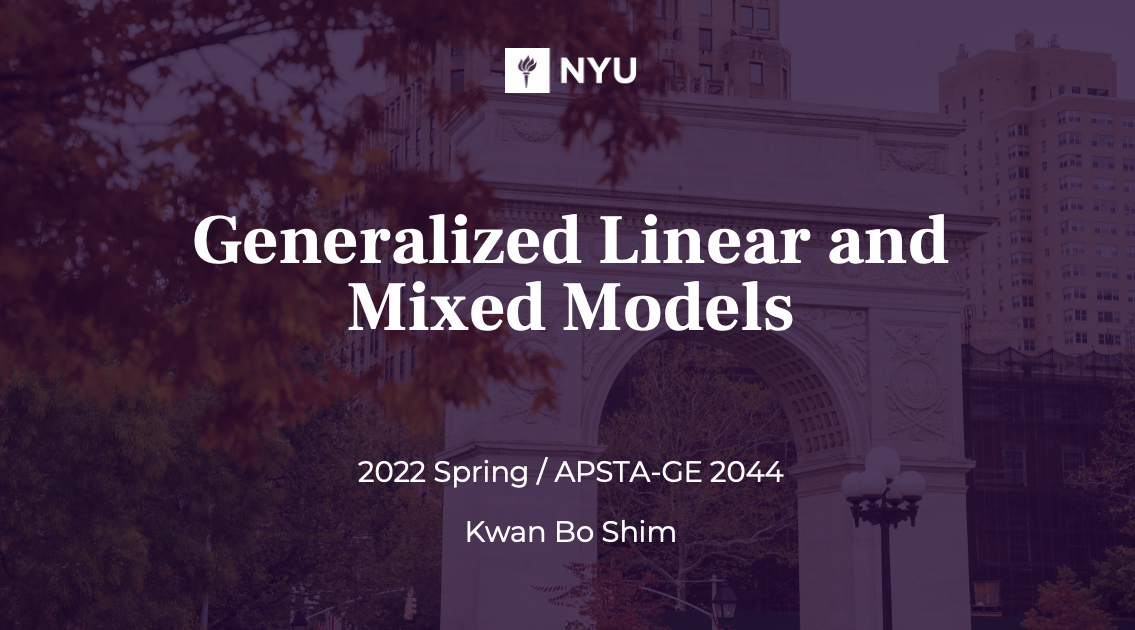 NYU
Generalized Linear and
Mixed Models
2022 Spring / APSTA-GE 2044
Kwan Bo Shim